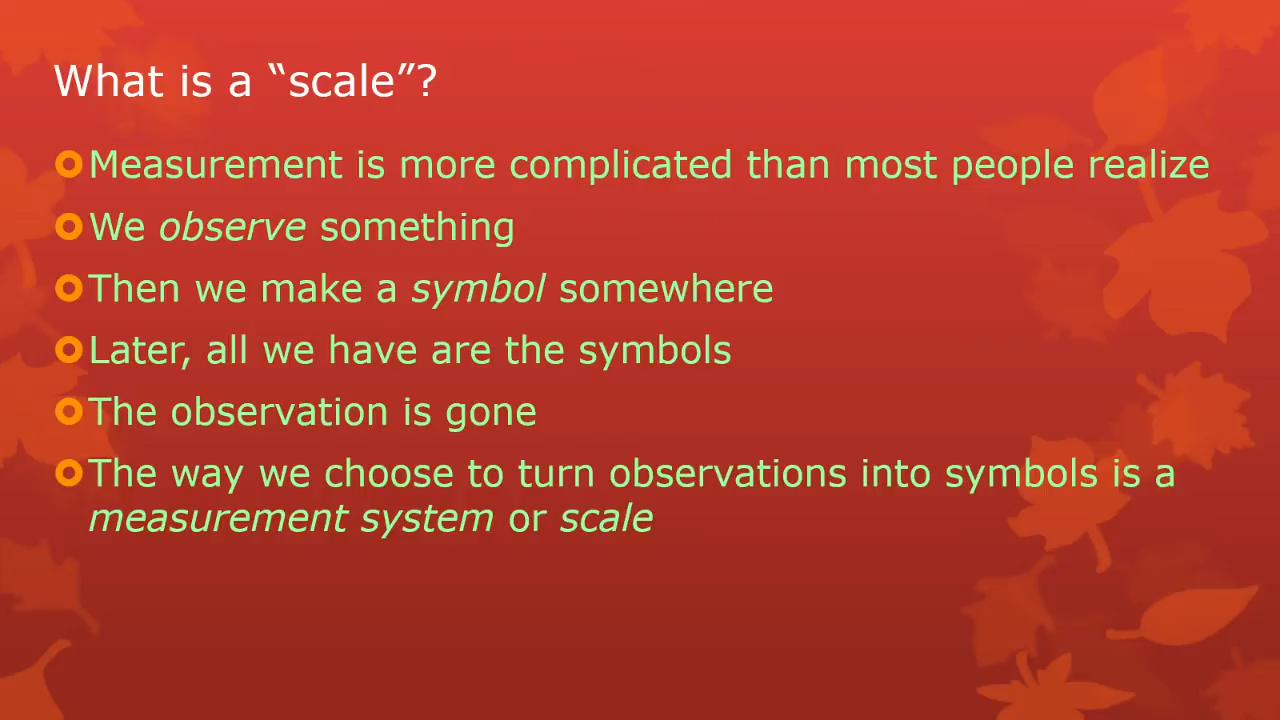 What is a “scale”?
Measurement is more complicated than most people realize
We observe something
Then we make a symbol somewhere
Later, all we have are the symbols
The observation is gone
The way we choose to turn observations into symbols is a
measurement system or scale